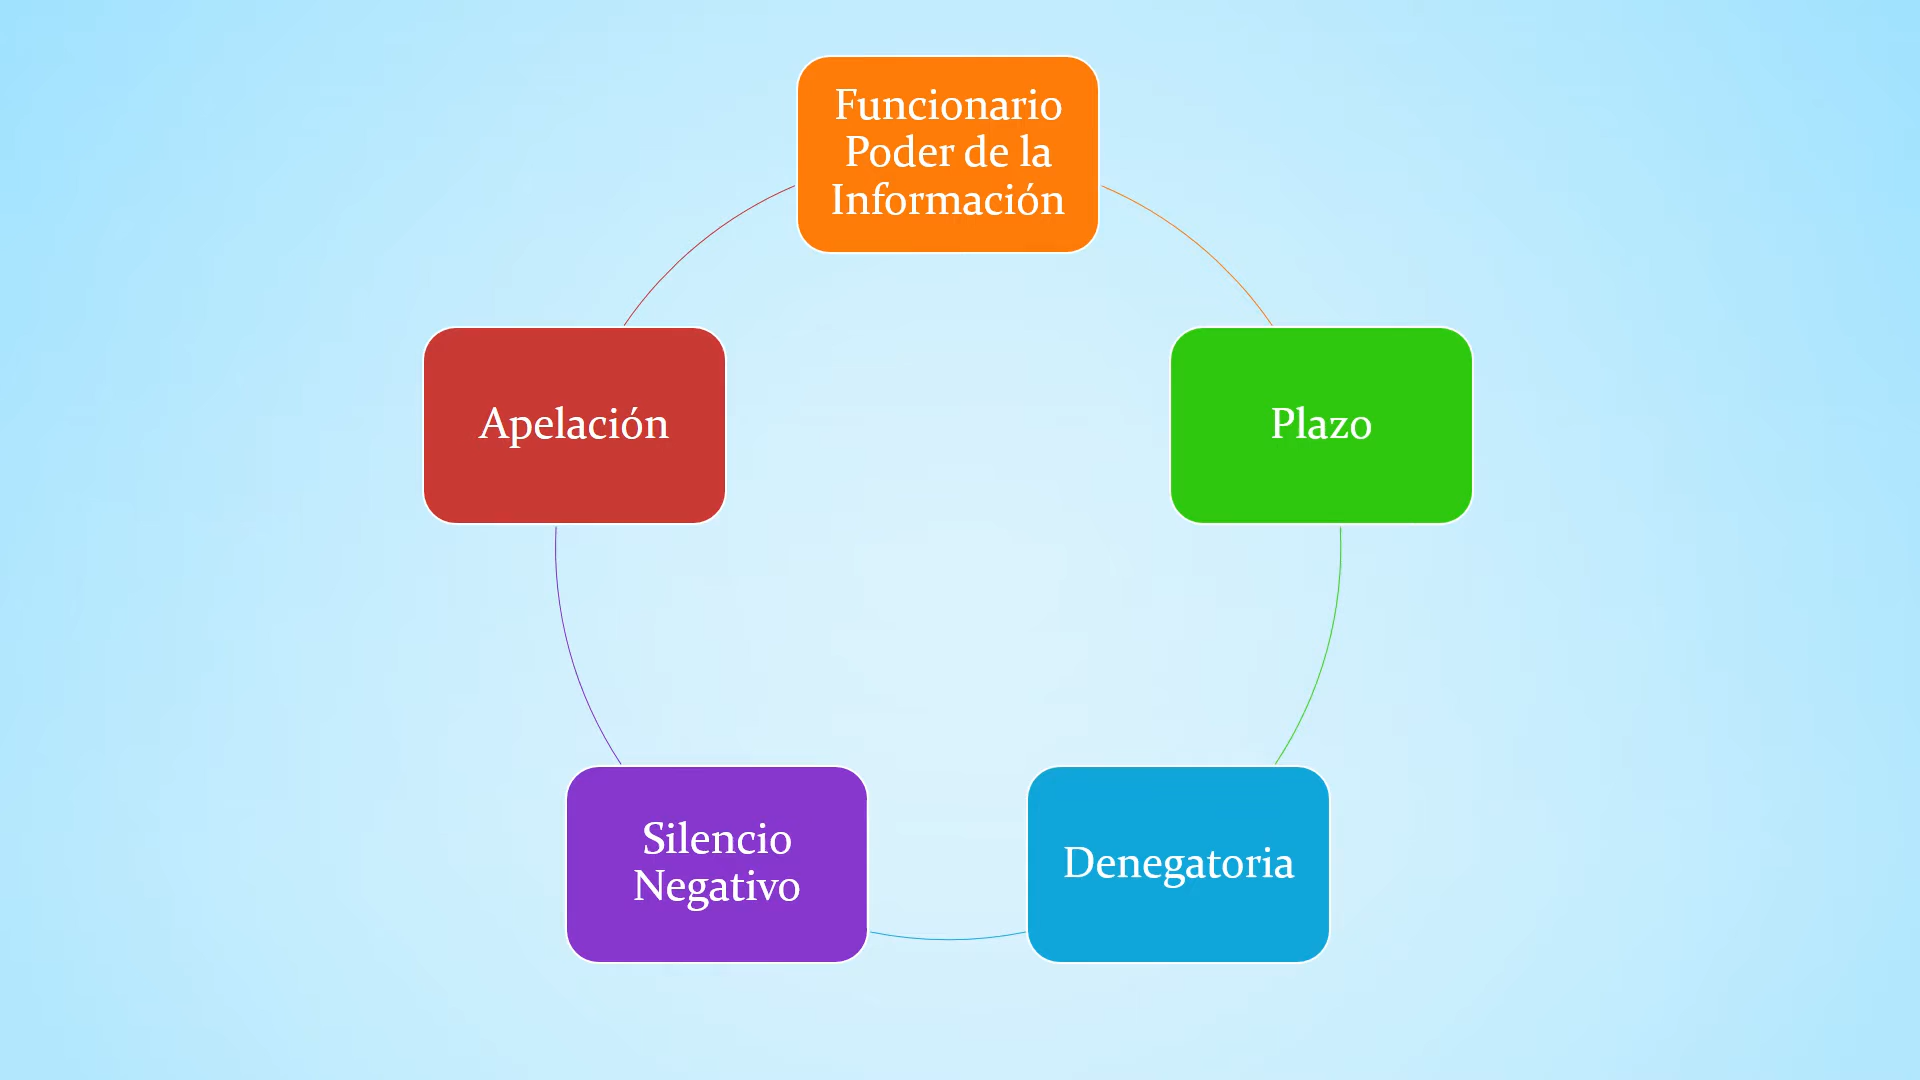 Funcionario
Poder de la
Información
Plazo
Denegatoria
Silencio
Negativo
Apelación